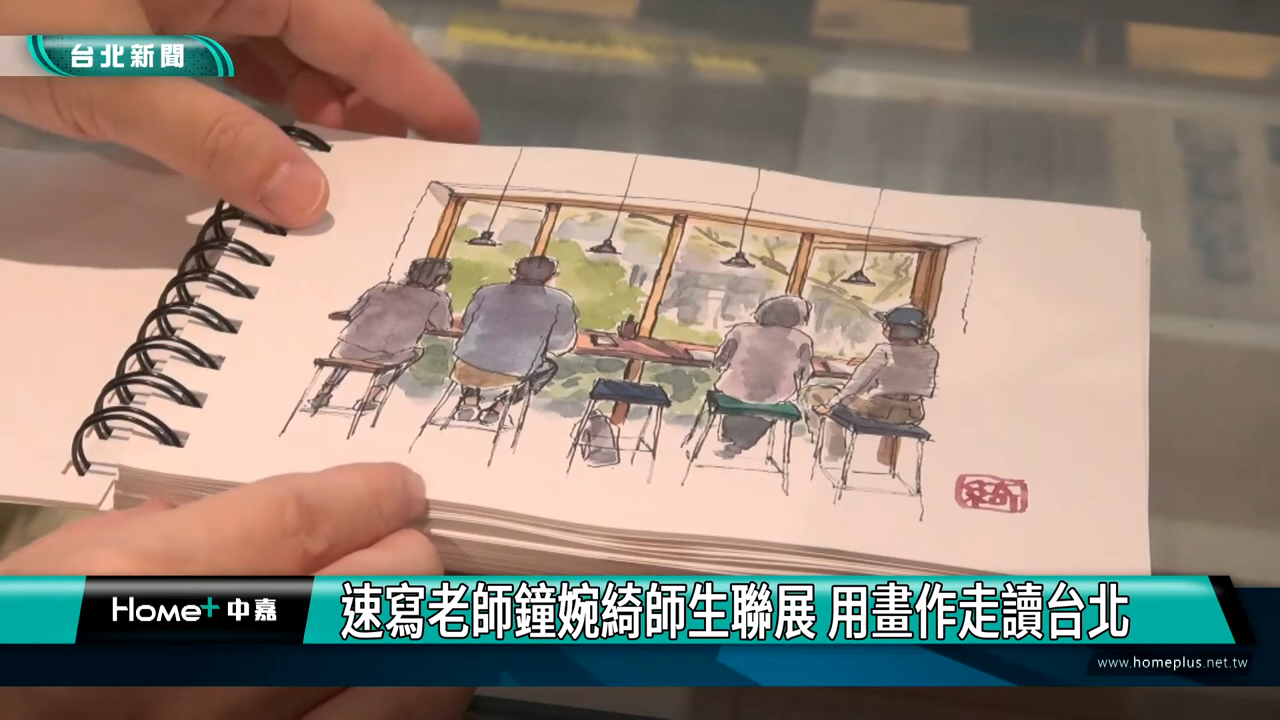 台北新聞
綺
Home+ 中嘉
速寫老師鐘婉綺師生聯展 用畫作走讀台北
www.homeplus.net.tw